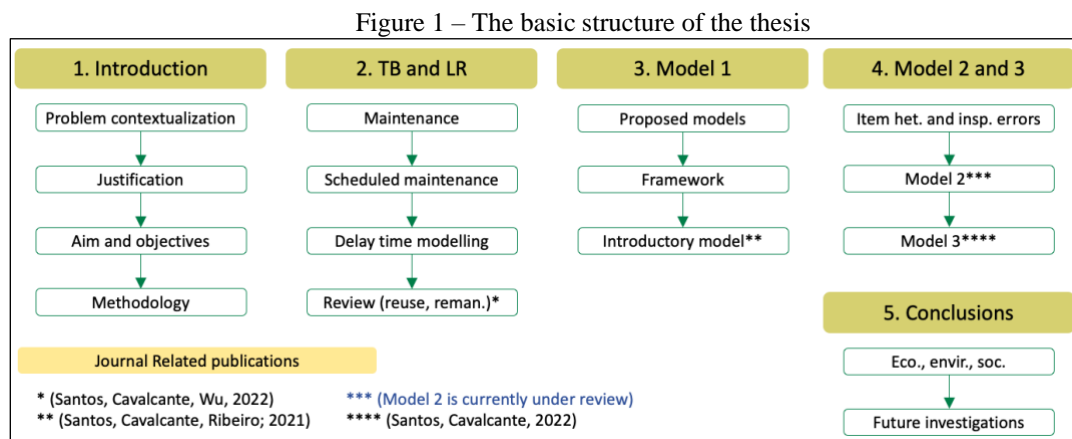 Figure 1 – The basic structure of the thesis
1. Introduction
Problem contextualization
Justification
Aim and objectives
Methodology
2. TB and LR
Maintenance
Scheduled maintenance
Delay time modelling
Review (reuse, reman.)*
3. Model 1
Proposed models
Framework
Introductory model**
4. Model 2 and 3
Item het. and insp. errors
Model 2***
Model 3****
5. Conclusions
Eco., envir., soc.
Future investigations
Journal Related publications
* (Santos, Cavalcante, Wu, 2022)
** (Santos, Cavalcante, Ribeiro; 2021)
*** (Model 2 is currently under review)
**** (Santos, Cavalcante, 2022)